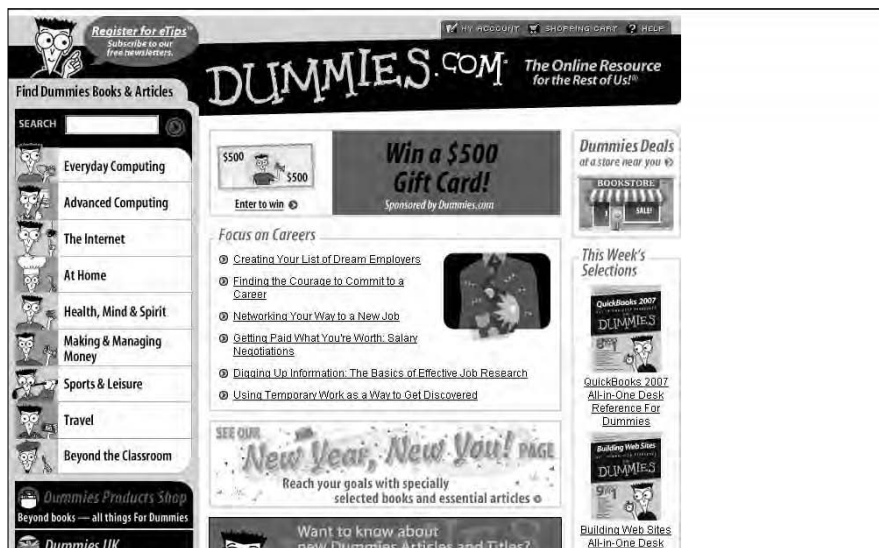 Register for eTips™
Subscribe to our
free newsletters.
MY ACCOUNT SHOPPING CART ? HELP
DUMMIES.COM
The Online Resource
for the Rest of Us!®
Find Dummies Books & Articles
SEARCH
Everyday Computing
Advanced Computing
The Internet
At Home
Health, Mind & Spirit
Making & Managing
Money
Sports & Leisure
Travel
Beyond the Classroom
Dummies Products Shop
Beyond books — all things For Dummies
Dummies UK
$500
$500
Enter to win
Win a $500
Gift Card!
Sponsored by Dummies.com
Focus on Careers
Creating Your List of Dream Employers
Finding the Courage to Commit to a
Career
Networking Your Way to a New Job
Getting Paid What You're Worth: Salary
Negotiations
Digging Up Information: The Basics of Effective Job Research
Using Temporary Work as a Way to Get Discovered
SEE OUR
New Year, New You! PAGE
Reach your goals with specially
selected books and essential articles
Want to know about
new Dummies Articles and Titles?
Dummies Deals
at a store near you
BOOKSTORE
SALE!
This Week's
Selections
QuickBooks 2007
DUMMIES
QuickBooks 2007
All-in-One Desk
Reference For
Dummies
Building Web Sites
DUMMIES
Building Web Sites
All-in-One Desk